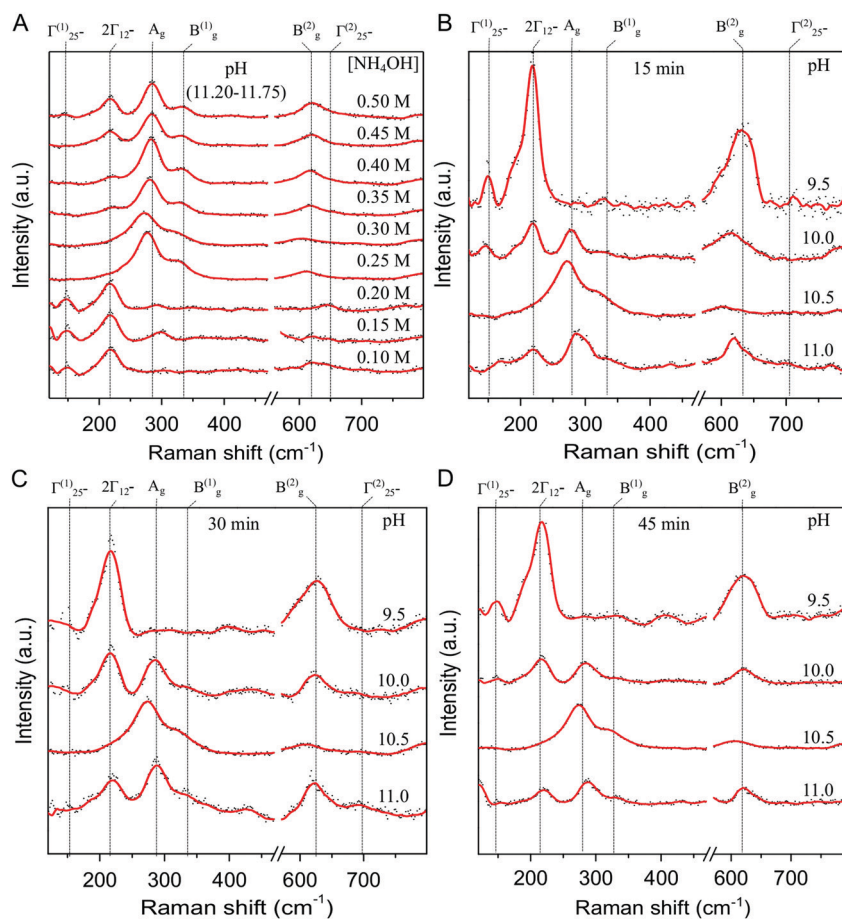 A
Γ(1)25- 2Γ12- Ag B(1)g B(2)g Γ(2)25-
pH
(11.20-11.75)
[NH4OH]
0.50 M
0.45 M
0.40 M
0.35 M
0.30 M
0.25 M
0.20 M
0.15 M
0.10 M
Intensity (a.u.)
200 300 400 600 700
Raman shift (cm-1)
B
Γ(1)25- 2Γ12- Ag B(1)g B(2)g Γ(2)25-
15 min pH
9.5
10.0
10.5
11.0
Intensity (a.u.)
200 300 400 600 700
Raman shift (cm-1)
C
Γ(1)25- 2Γ12- Ag B(1)g B(2)g Γ(2)25-
30 min pH
9.5
10.0
10.5
11.0
Intensity (a.u.)
200 300 400 600 700
Raman shift (cm-1)
D
Γ(1)25- 2Γ12- Ag B(1)g B(2)g
45 min pH
9.5
10.0
10.5
11.0
Intensity (a.u.)
200 300 400 600 700
Raman shift (cm-1)